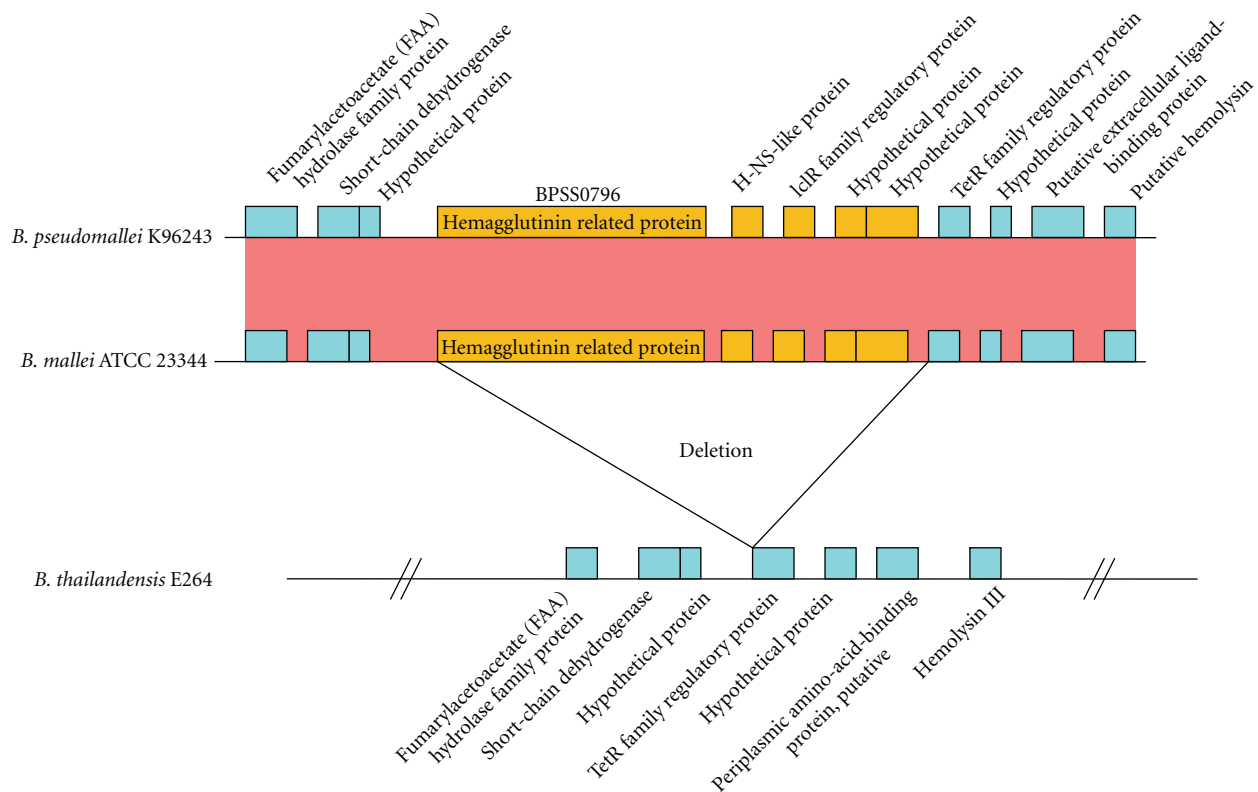 Fumarylacetoacetate (FAA)
hydrolase family protein
Short-chain dehydrogenase
Hypothetical protein
H-NS-like protein
lclR family regulatory protein
Hypothetical protein
Hypothetical protein
TetR family regulatory protein
Hypothetical protein
Putative extracellular ligand-
binding protein
Putative hemolysin
BPSS0796
B. pseudomallei K96243
Hemagglutinin related protein
B. mallei ATCC 23344
Hemagglutinin related protein
Deletion
B. thailandensis E264
Fumarylacetoacetate (FAA)
hydrolase family protein
Short-chain dehydrogenase
Hypothetical protein
TetR family regulatory protein
Hypothetical protein
Periplasmic amino-acid-binding
protein, putative
Hemolysin III